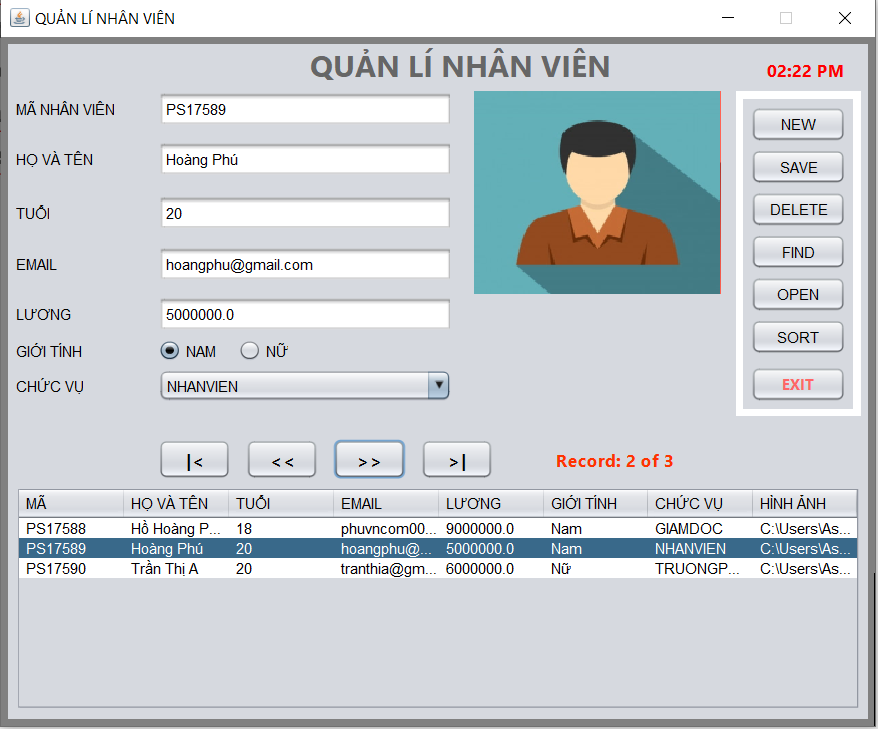 QUẢN LÍ NHÂN VIÊN
QUẢN LÍ NHÂN VIÊN
02:22 PM
MÃ NHÂN VIÊN PS17589
HỌ VÀ TÊN Hoàng Phú
TUỔI 20
EMAIL hoangphu@gmail.com
LƯƠNG 5000000.0
GIỚI TÍNH NAM NỮ
CHỨC VỤ NHANVIEN
NEW
SAVE
DELETE
FIND
OPEN
SORT
EXIT
|< << >> >| Record: 2 of 3
MÃ HỌ VÀ TÊN TUỔI EMAIL LƯƠNG GIỚI TÍNH CHỨC VỤ HÌNH ẢNH
PS17588 Hồ Hoàng P... 18 phuvncom00... 9000000.0 Nam GIAMDOC C:\Users\As...
PS17589 Hoàng Phú 20 hoangphu@... 5000000.0 Nam NHANVIEN C:\Users\As...
PS17590 Trần Thị A 20 tranthia@gm... 6000000.0 Nữ TRUONGP... C:\Users\As...